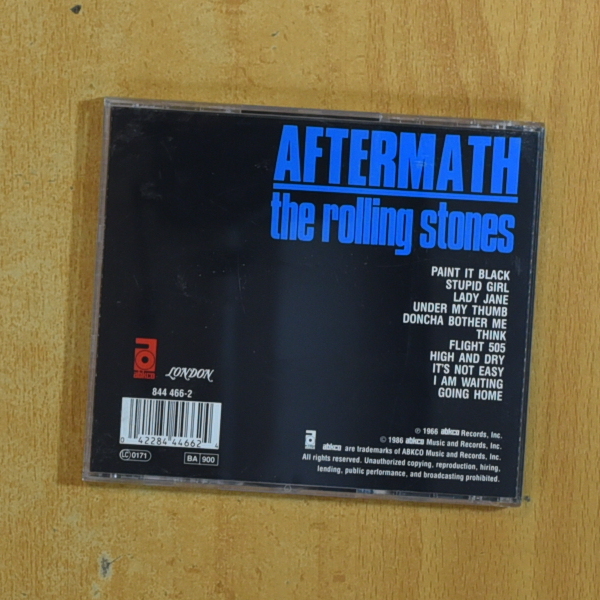 AFTERMATH
the rolling stones
PAINT IT BLACK
STUPID GIRL
LADY JANE
UNDER MY THUMB
DONCHA BOTHER ME
THINK
FLIGHT 505
HIGH AND DRY
IT'S NOT EASY
I AM WAITING
GOING HOME
LONDON
844 466-2
0 42284 44662 4
LC 0171
BA 900
℗ 1966 abkco Records, Inc.
© 1986 abkco Music and Records, Inc.
abkco are trademarks of ABKCO Music and Records, Inc.
All rights reserved. Unauthorized copying, reproduction, hiring,
lending, public performance, and broadcasting prohibited.